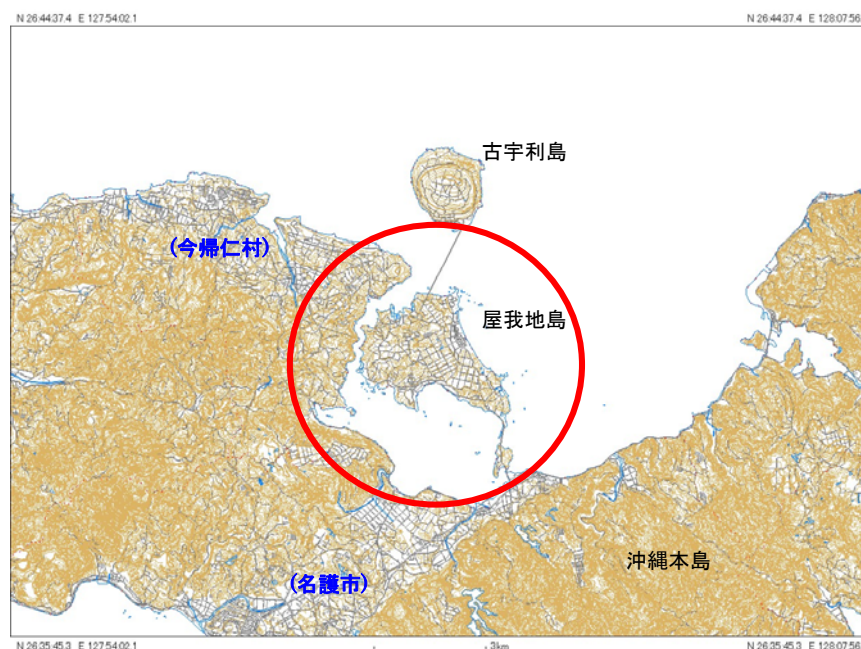 N 26:44:37.4 E 127:54:02.1
N 26:44:37.4 E 128:07:56
古宇利島
(今帰仁村)
屋我地島
沖縄本島
(名護市)
N 26:35:45.3 E 127:54:02.1
3km
N 26:35:45.3 E 128:07:56